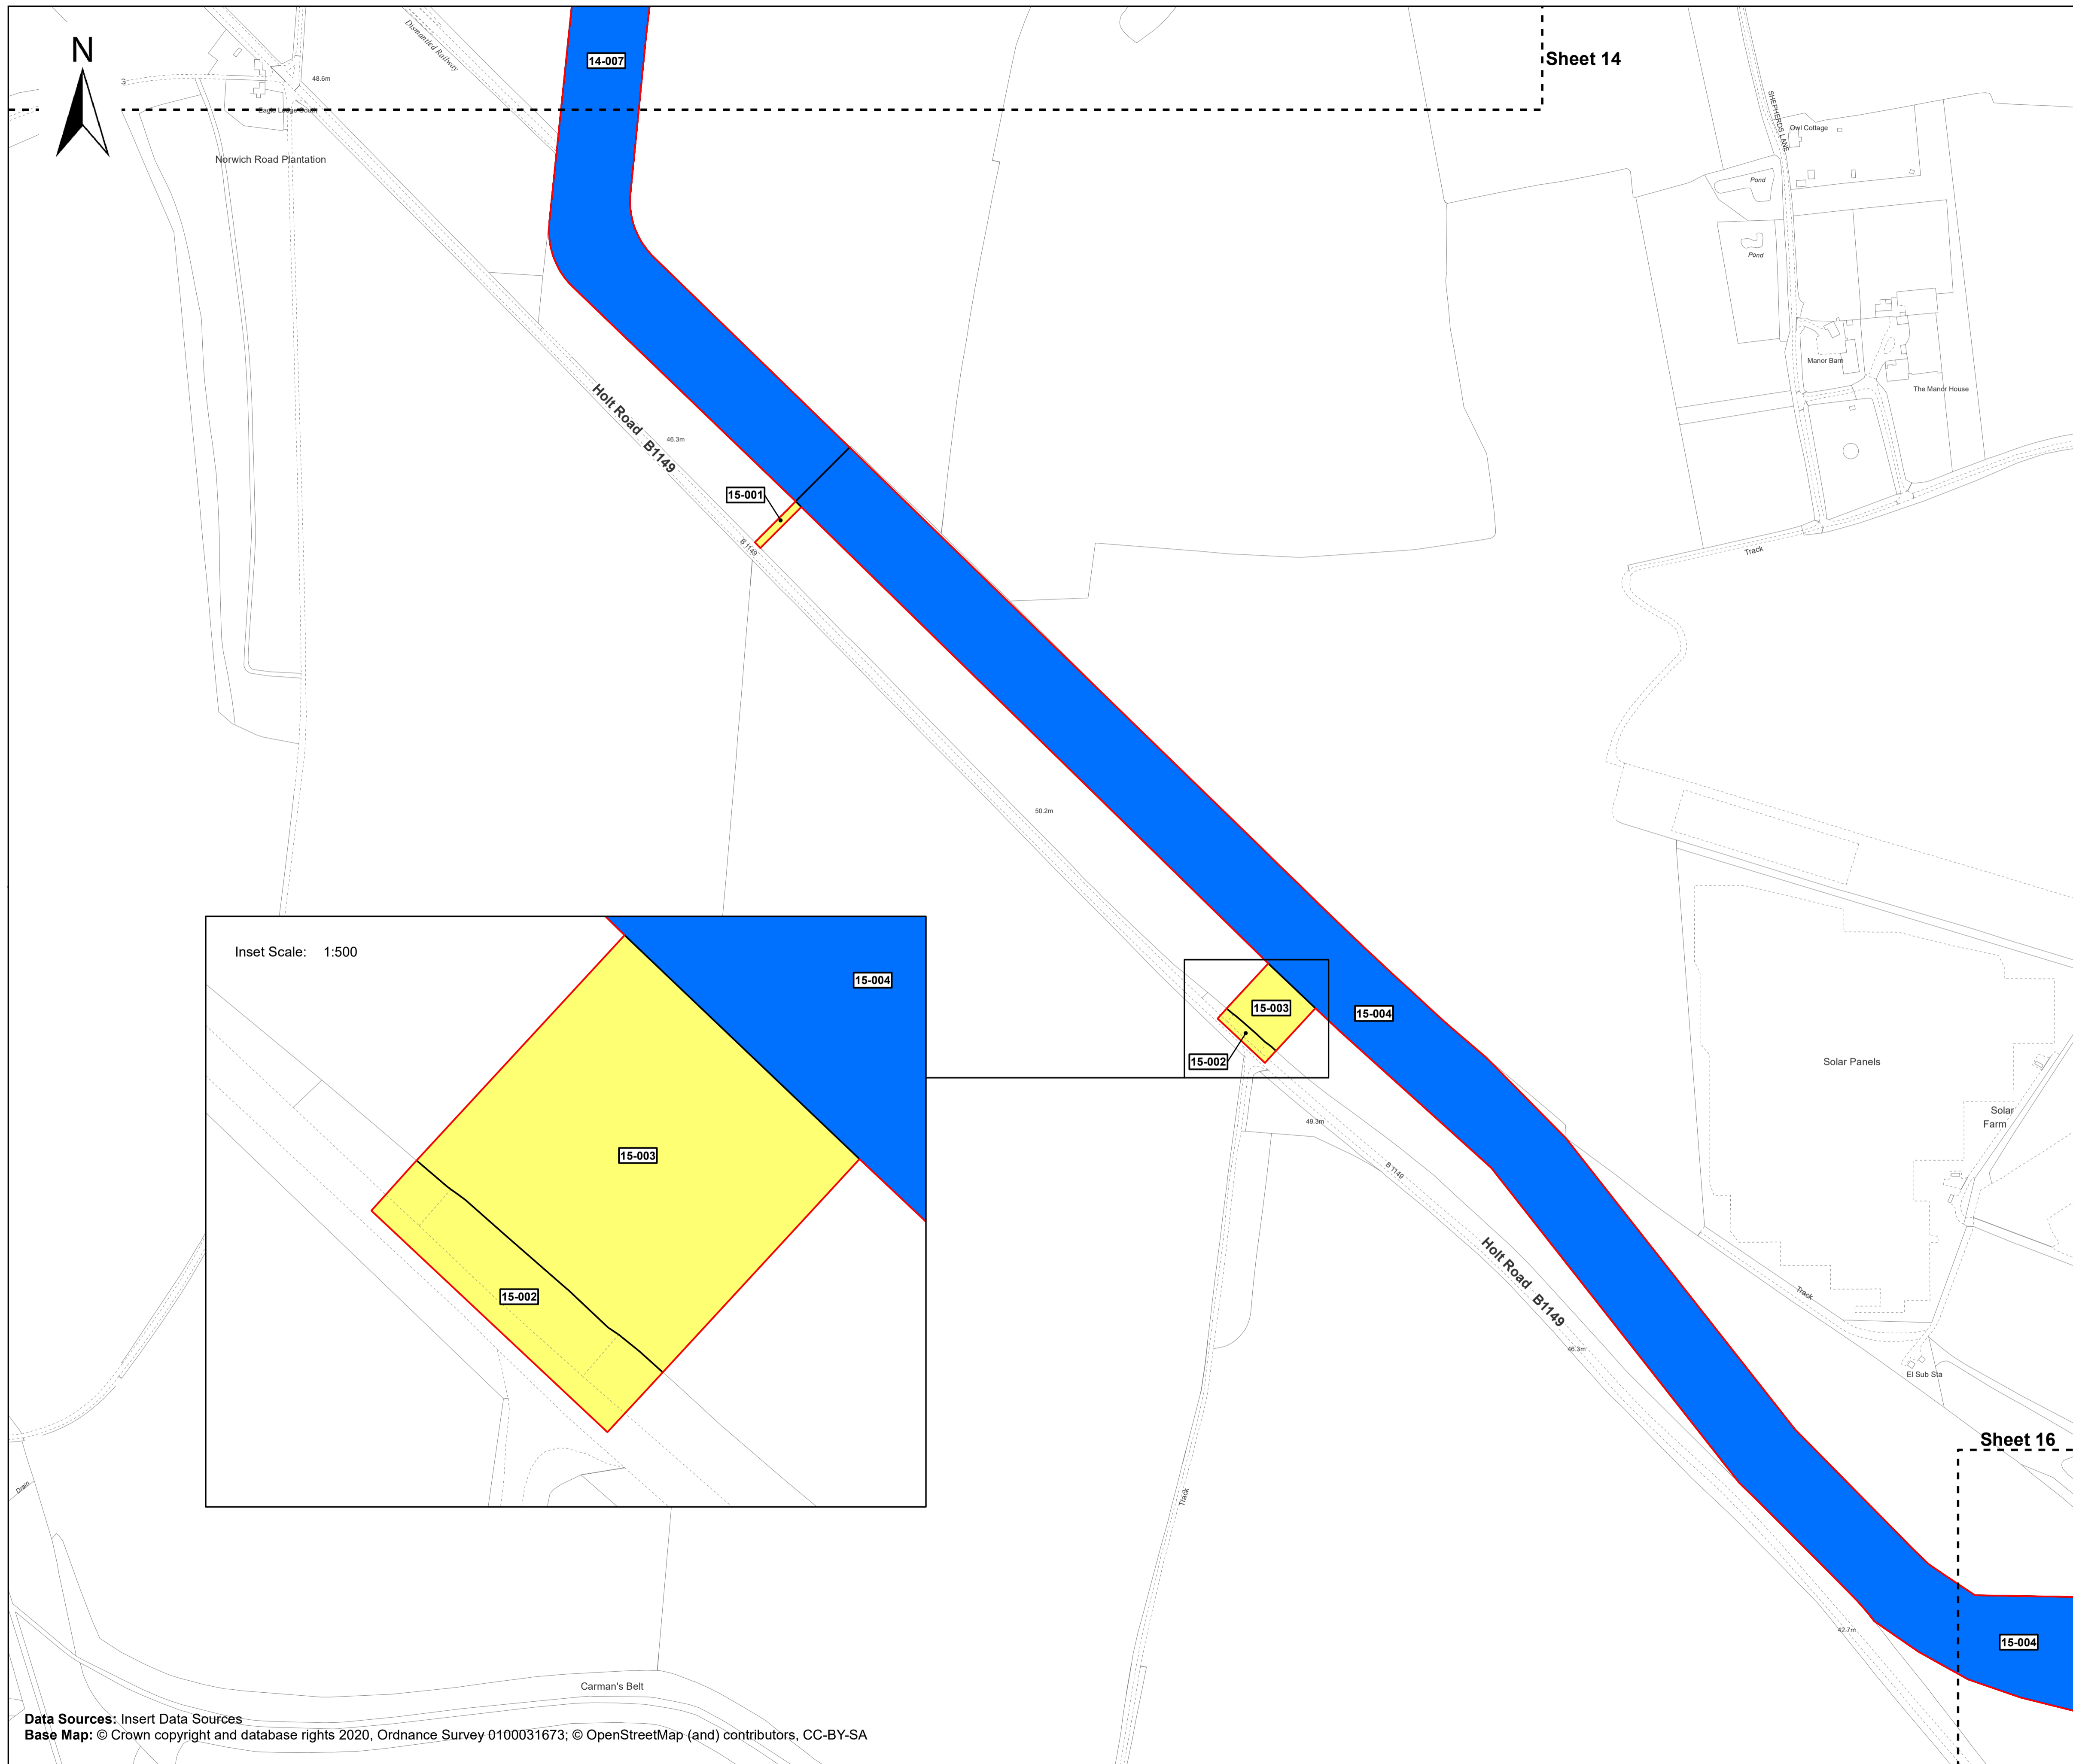 N
14-007
Sheet 14
Dismantled Railway
48.6m
Eagle Lodge South
Norwich Road Plantation
SHEPHERDS LANE
Owl Cottage
Pond
Pond
Manor Barn
The Manor House
Holt Road B1149
46.3m
15-001
B 1149
Track
50.2m
Inset Scale: 1:500
15-004
15-003
15-002
15-003
15-004
15-002
Solar Panels
Solar
Farm
49.3m
B 1149
Holt Road B1149
46.3m
Track
El Sub Sta
Sheet 16
Drain
Track
42.7m
15-004
Carman's Belt
Data Sources: Insert Data Sources
Base Map: © Crown copyright and database rights 2020, Ordnance Survey 0100031673; © OpenStreetMap (and) contributors, CC-BY-SA